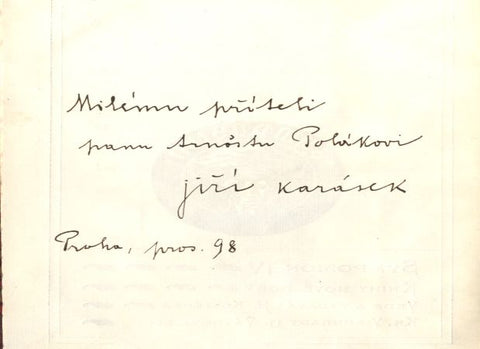 Milému příteli
panu Arnoštu Polákovi
Jiří Karásek
Praha, pros. 98